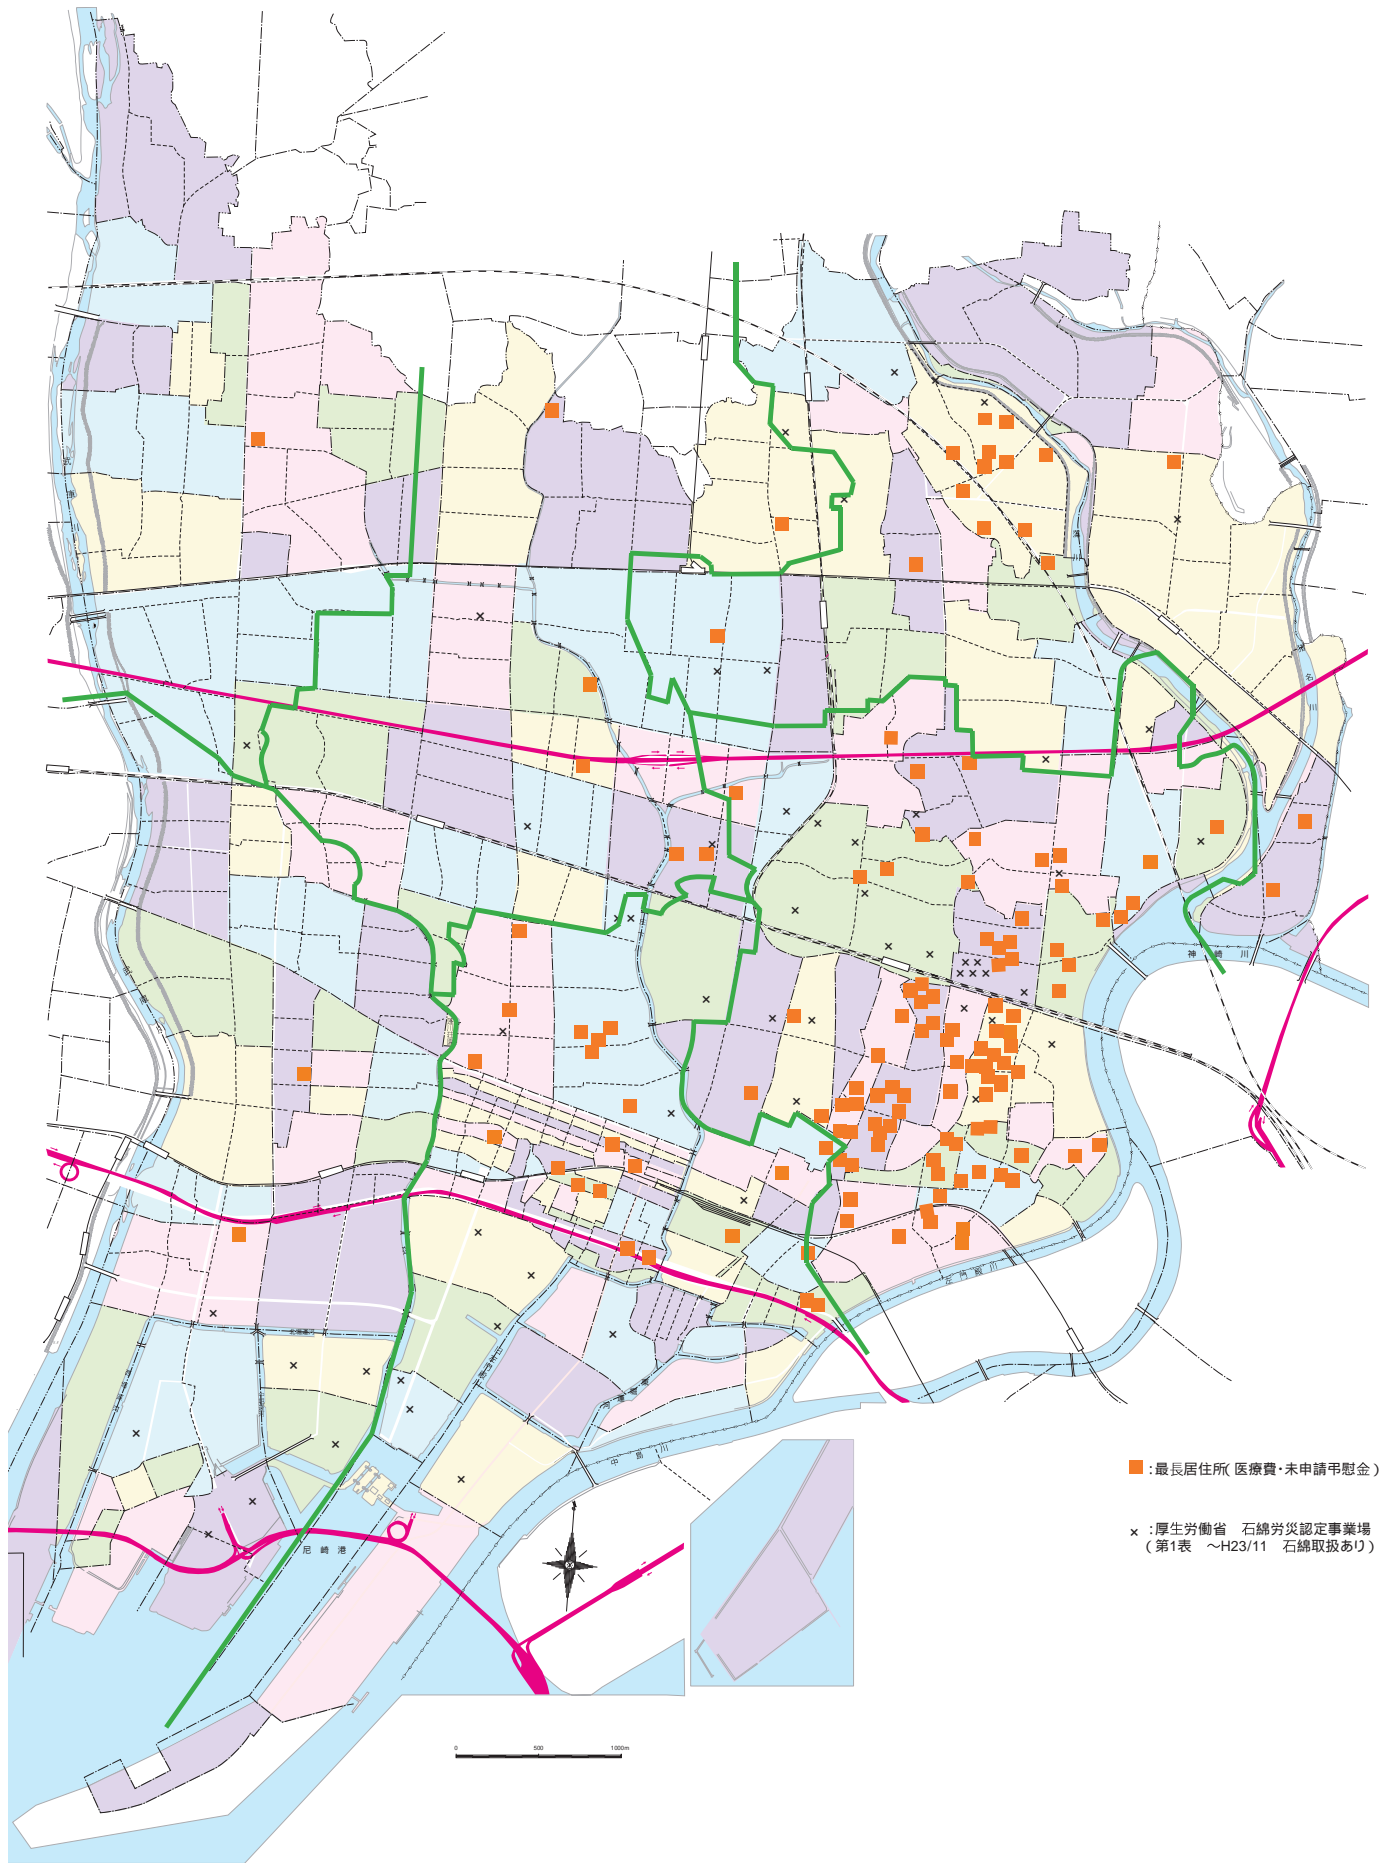 神崎川
左門殿川
中島川
尼崎港
0 500 1000m
:最長居住所(医療費・未申請弔慰金)
×:厚生労働省 石綿労災認定事業場
(第1表 ～H23/11 石綿取扱あり)